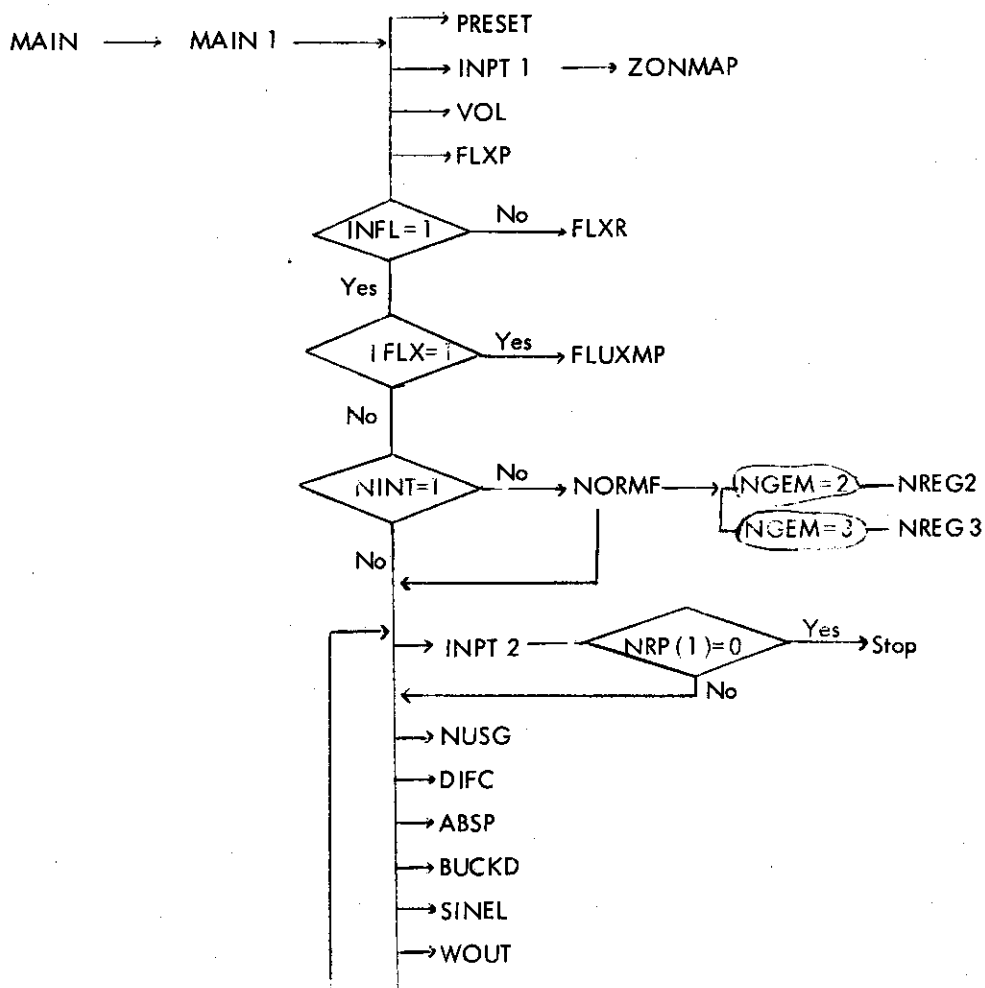 PRESET
MAIN MAIN 1
INPT 1 ZONMAP
VOL
FLXP
INFL=1 No FLXR
Yes
IFLX=1 Yes FLUXMP
No
NINT=1 No NORMF NGEM=2 NREG2
NGEM=3 NREG3
No
INPT 2 NRP(1)=0 Yes Stop
No
NUSG
DIFC
ABSP
BUCKD
SINEL
WOUT